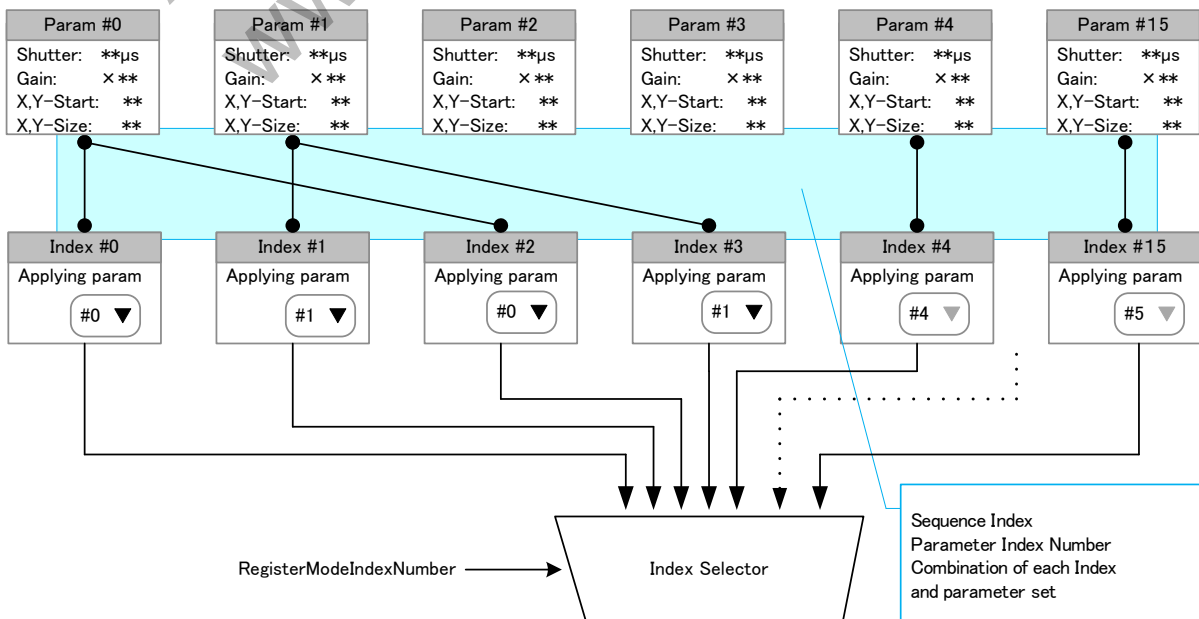 Param #0
Shutter: **μs
Gain: ×**
X,Y-Start: **
X,Y-Size: **
Param #1
Shutter: **μs
Gain: ×**
X,Y-Start: **
X,Y-Size: **
Param #2
Shutter: **μs
Gain: ×**
X,Y-Start: **
X,Y-Size: **
Param #3
Shutter: **μs
Gain: ×**
X,Y-Start: **
X,Y-Size: **
Param #4
Shutter: **μs
Gain: ×**
X,Y-Start: **
X,Y-Size: **
Param #15
Shutter: **μs
Gain: ×**
X,Y-Start: **
X,Y-Size: **
Index #0
Applying param
#0 ▼
Index #1
Applying param
#1 ▼
Index #2
Applying param
#0 ▼
Index #3
Applying param
#1 ▼
Index #4
Applying param
#4 ▼
Index #15
Applying param
#5 ▼
RegisterModeIndexNumber
Index Selector
Sequence Index
Parameter Index Number
Combination of each Index
and parameter set